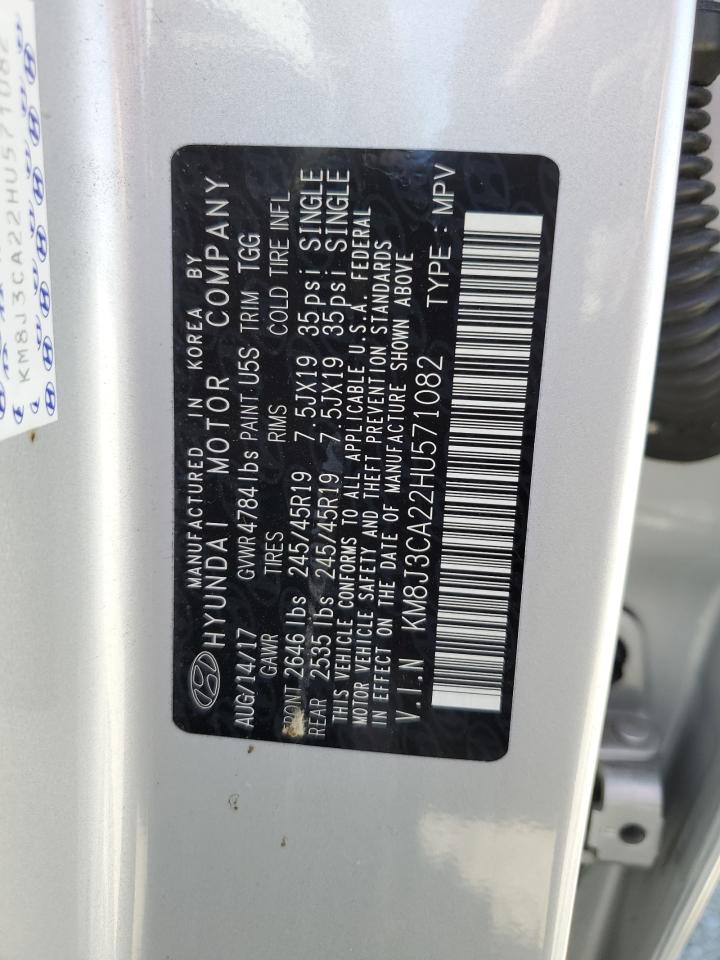 KM8J3CA22HU571082
MANUFACTURED IN KOREA BY
HYUNDAI MOTOR COMPANY
AUG/14/17 GVWR4784lbs PAINT U5S TRIM TGG
GAWR TIRES RIMS COLD TIRE INFL
FRONT 2646lbs 245/45R19 7.5JX19 35psi SINGLE
REAR 2535lbs 245/45R19 7.5JX19 35psi SINGLE
THIS VEHICLE CONFORMS TO ALL APPLICABLE U.S.A. FEDERAL
MOTOR VEHICLE SAFETY AND THEFT PREVENTION STANDARDS
IN EFFECT ON THE DATE OF MANUFACTURE SHOWN ABOVE
V.I.N KM8J3CA22HU571082 TYPE : MPV